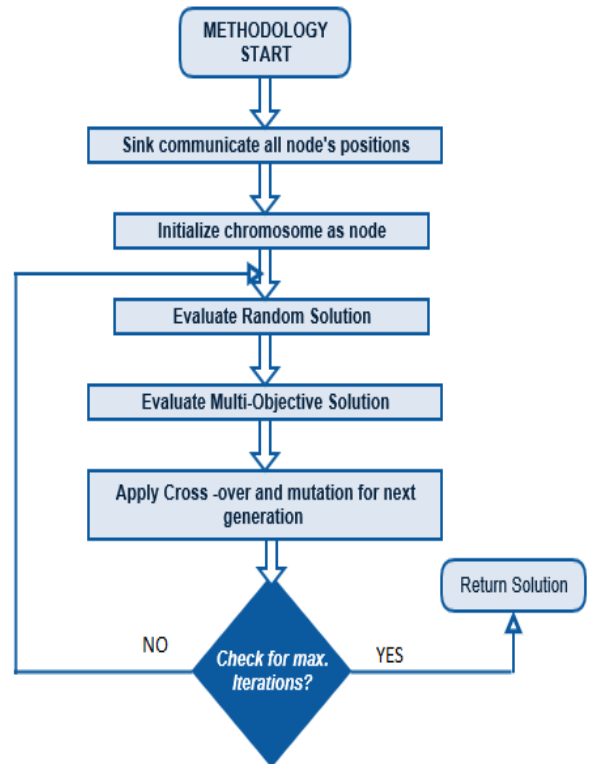 METHODOLOGY
START
Sink communicate all node's positions
Initialize chromosome as node
Evaluate Random Solution
Evaluate Multi-Objective Solution
Apply Cross -over and mutation for next
generation
Return Solution
NO
Check for max.
Iterations?
YES